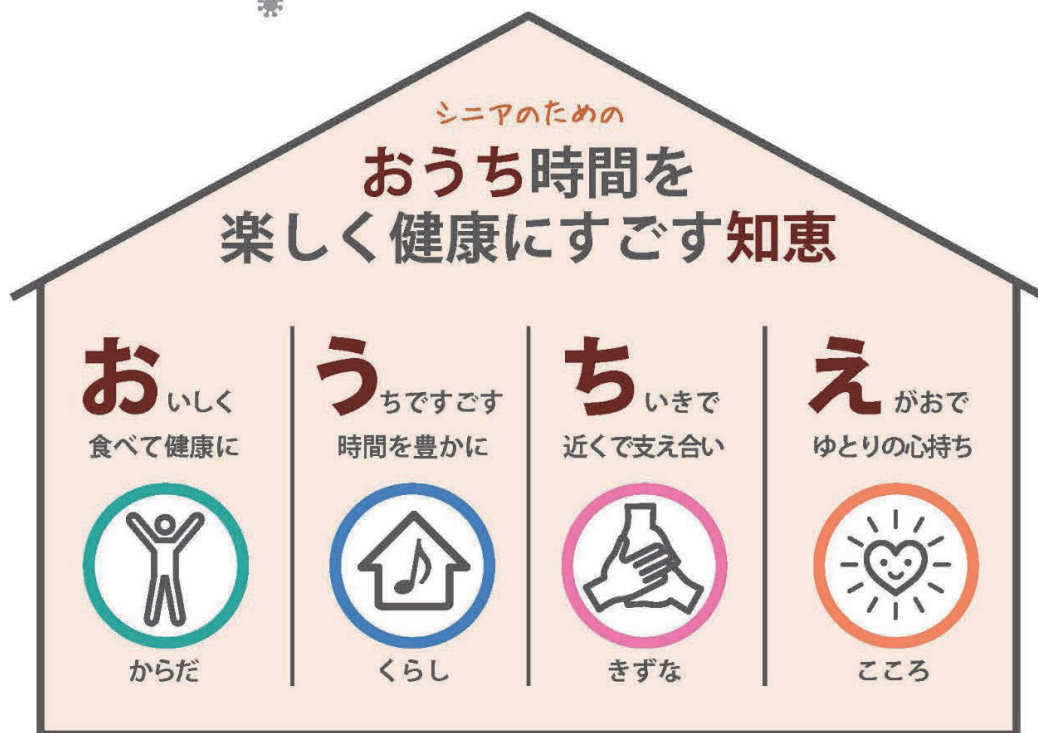 シニアのための
おうち時間を
楽しく健康にすごす知恵
おいしく
食べて健康に
からだ
うちですごす
時間を豊かに
くらし
ちいきで
近くで支え合い
きずな
えがおで
ゆとりの心持ち
こころ